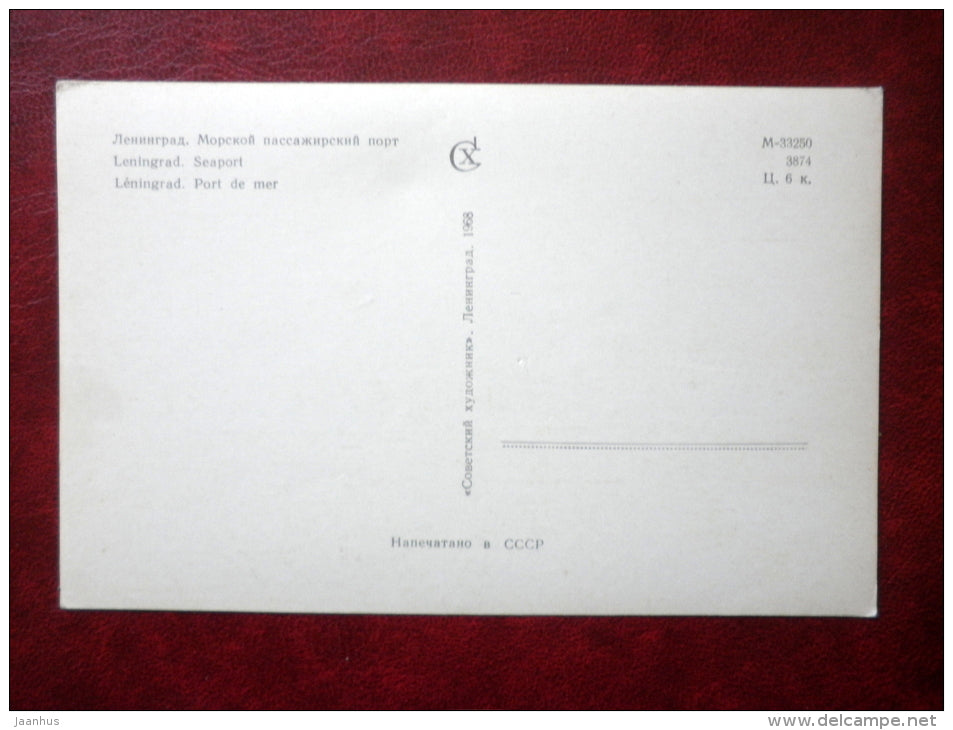 Ленинград. Морской пассажирский порт
Leningrad. Seaport
Léningrad. Port de mer
СХ
М-33250
3874
Ц. 6 к.
«Советский художник». Ленинград. 1968
Напечатано в СССР
jaanhus
www.delcampe.net